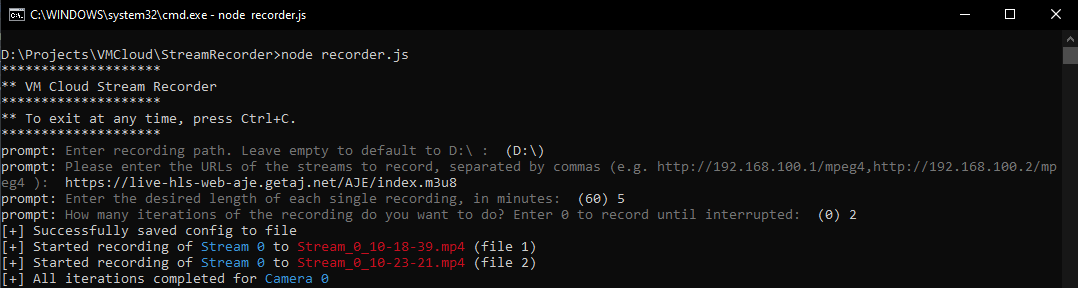 C:\WINDOWS\system32\cmd.exe - node  recorder.js
D:\Projects\VMCloud\StreamRecorder>node recorder.js
********************
** VM Cloud Stream Recorder
********************
** To exit at any time, press Ctrl+C.
********************
prompt: Enter recording path. Leave empty to default to D:\ :  (D:\)
prompt: Please enter the URLs of the streams to record, separated by commas (e.g. http://192.168.100.1/mpeg4,http://192.168.100.2/mp
eg4 ):  https://live-hls-web-aje.getaj.net/AJE/index.m3u8
prompt: Enter the desired length of each single recording, in minutes:  (60) 5
prompt: How many iterations of the recording do you want to do? Enter 0 to record until interrupted:  (0) 2
[+] Successfully saved config to file
[+] Started recording of Stream 0 to Stream_0_10-18-39.mp4 (file 1)
[+] Started recording of Stream 0 to Stream_0_10-23-21.mp4 (file 2)
[+] All iterations completed for Camera 0